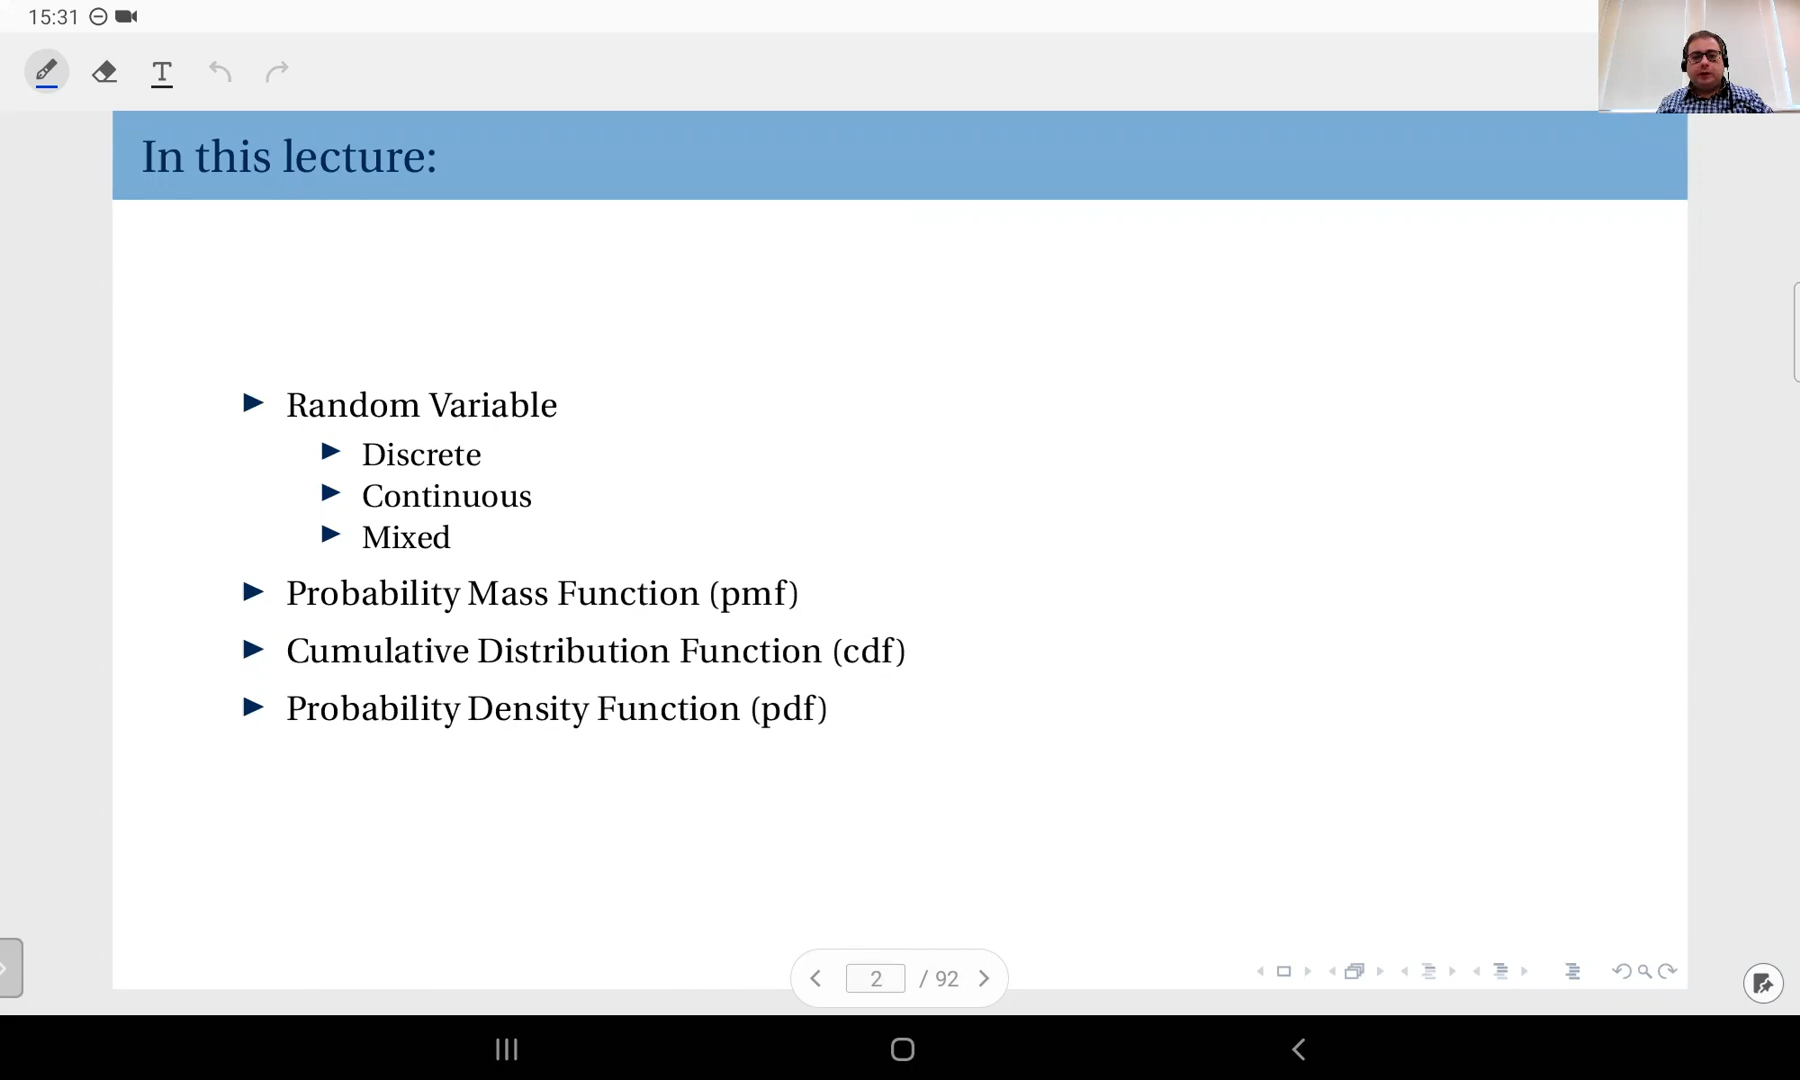 15:31
T
In this lecture:
Random Variable
Discrete
Continuous
Mixed
Probability Mass Function (pmf)
Cumulative Distribution Function (cdf)
Probability Density Function (pdf)
2 / 92